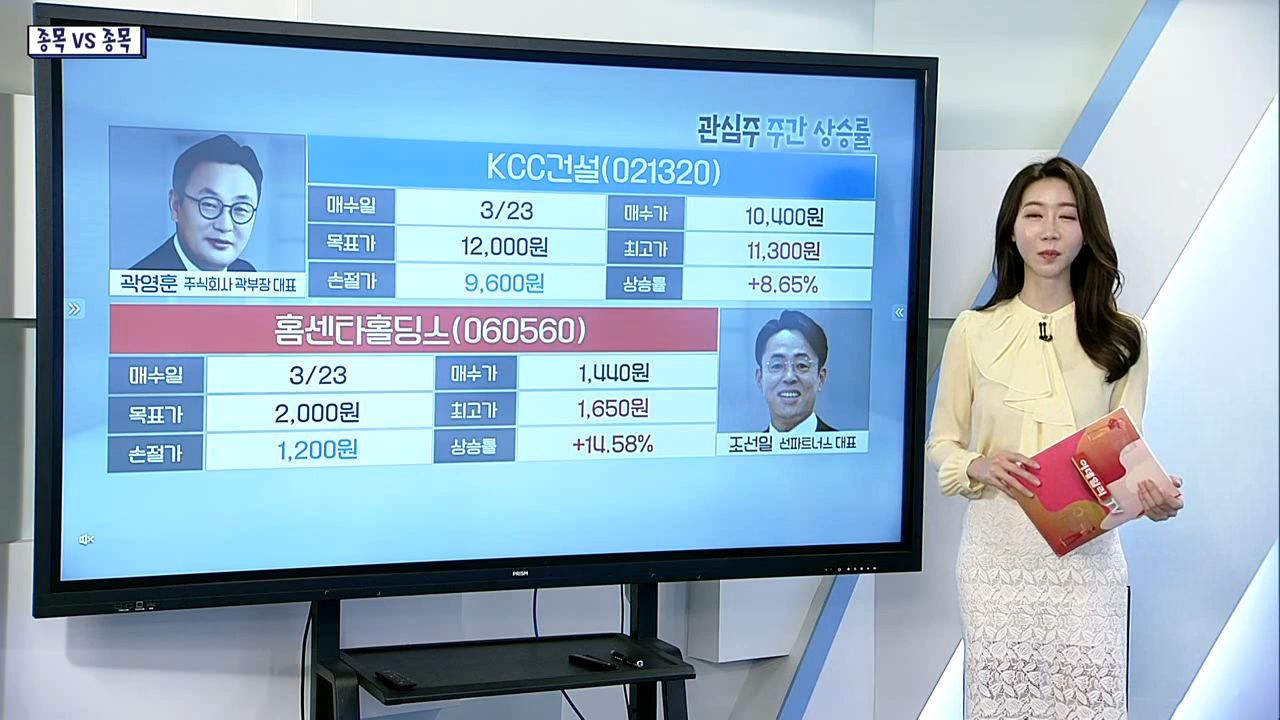 종목 VS 종목
관심주 주간 상승률
KCC건설(021320)
매수일 3/23 매수가 10,400원
목표가 12,000원 최고가 11,300원
손절가 9,600원 상승률 +8.65%
곽영훈 주식회사 곽부장 대표
홈센타홀딩스(060560)
매수일 3/23 매수가 1,440원
목표가 2,000원 최고가 1,650원
손절가 1,200원 상승률 +14.58%
조선일 선파트너스 대표
이데일리 TV
PRISM